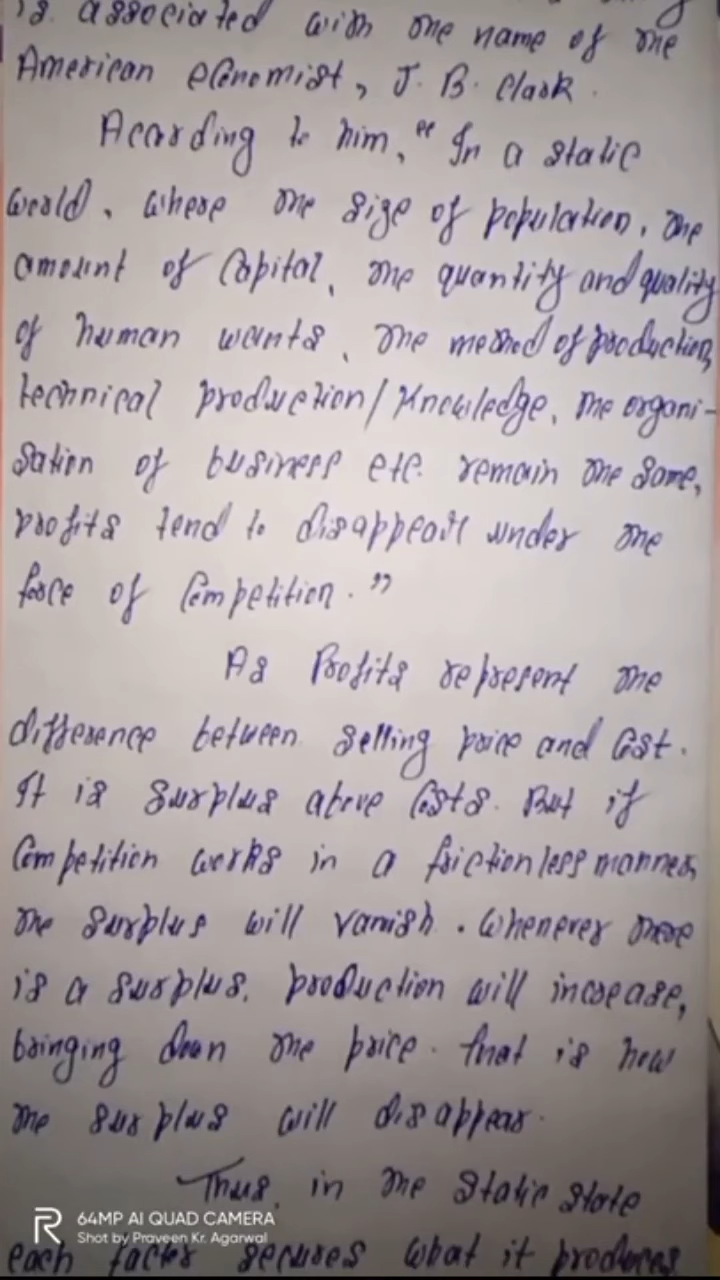 is associated with the name of the
American economist, J. B. Clark.
Acarding to him, "In a static
world, where the size of population, the
amount of Capital, the quantity and quality
of human wants, the method of production,
technical production/knowledge, the organi-
sation of business etc. remain the same,
profits tend to disappear under the
force of Competition."
As Profits represent the
difference between selling price and Cost.
It is surplus above Costs. But if
Competition works in a frictionless manner,
the surplus will vanish. Whenever there
is a surplus, production will increase,
bringing down the price. That is how
the surplus will disappear.
Thus, in the Static state
each factor secures what it produces
R
64MP AI QUAD CAMERA
Shot by Praveen Kr. Agarwal